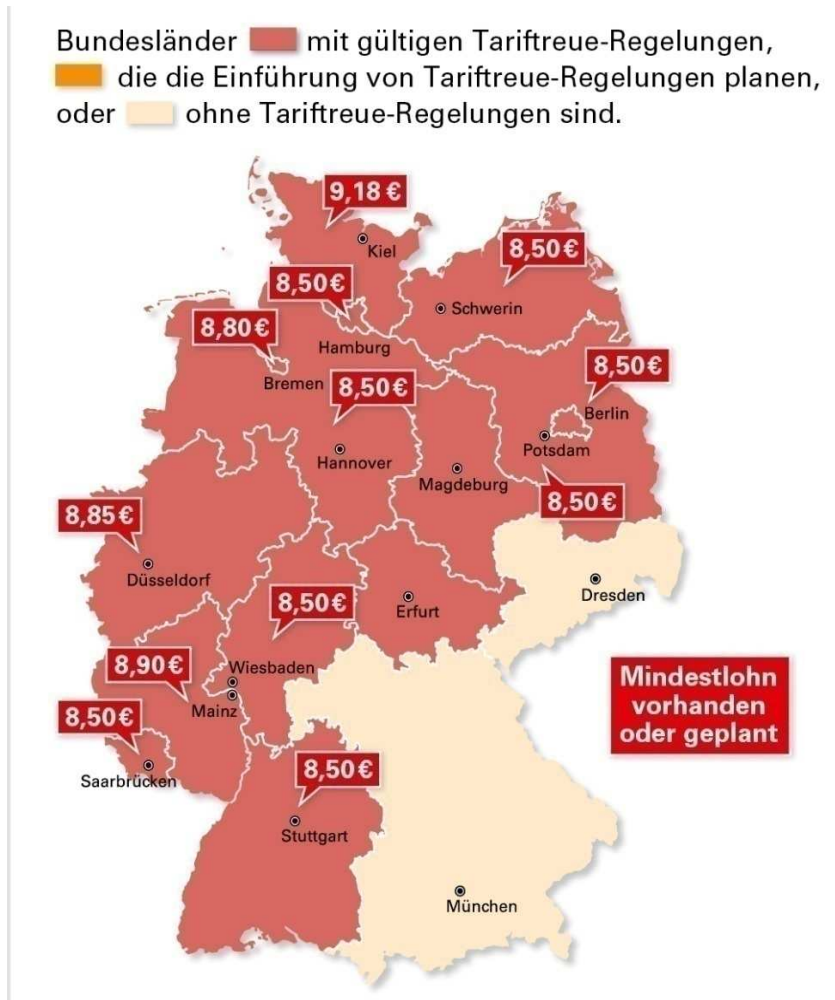 Bundesländer mit gültigen Tariftreue-Regelungen,
die die Einführung von Tariftreue-Regelungen planen,
oder ohne Tariftreue-Regelungen sind.
9,18 €
Kiel
8,50 €
8,50 €
Schwerin
8,80 €
Hamburg
8,50 €
Bremen
8,50 €
Berlin
Potsdam
Hannover
Magdeburg
8,50 €
8,85 €
Düsseldorf
Dresden
8,50 €
Erfurt
8,90 €
Wiesbaden
Mainz
Mindestlohn
vorhanden
oder geplant
8,50 €
Saarbrücken
8,50 €
Stuttgart
München